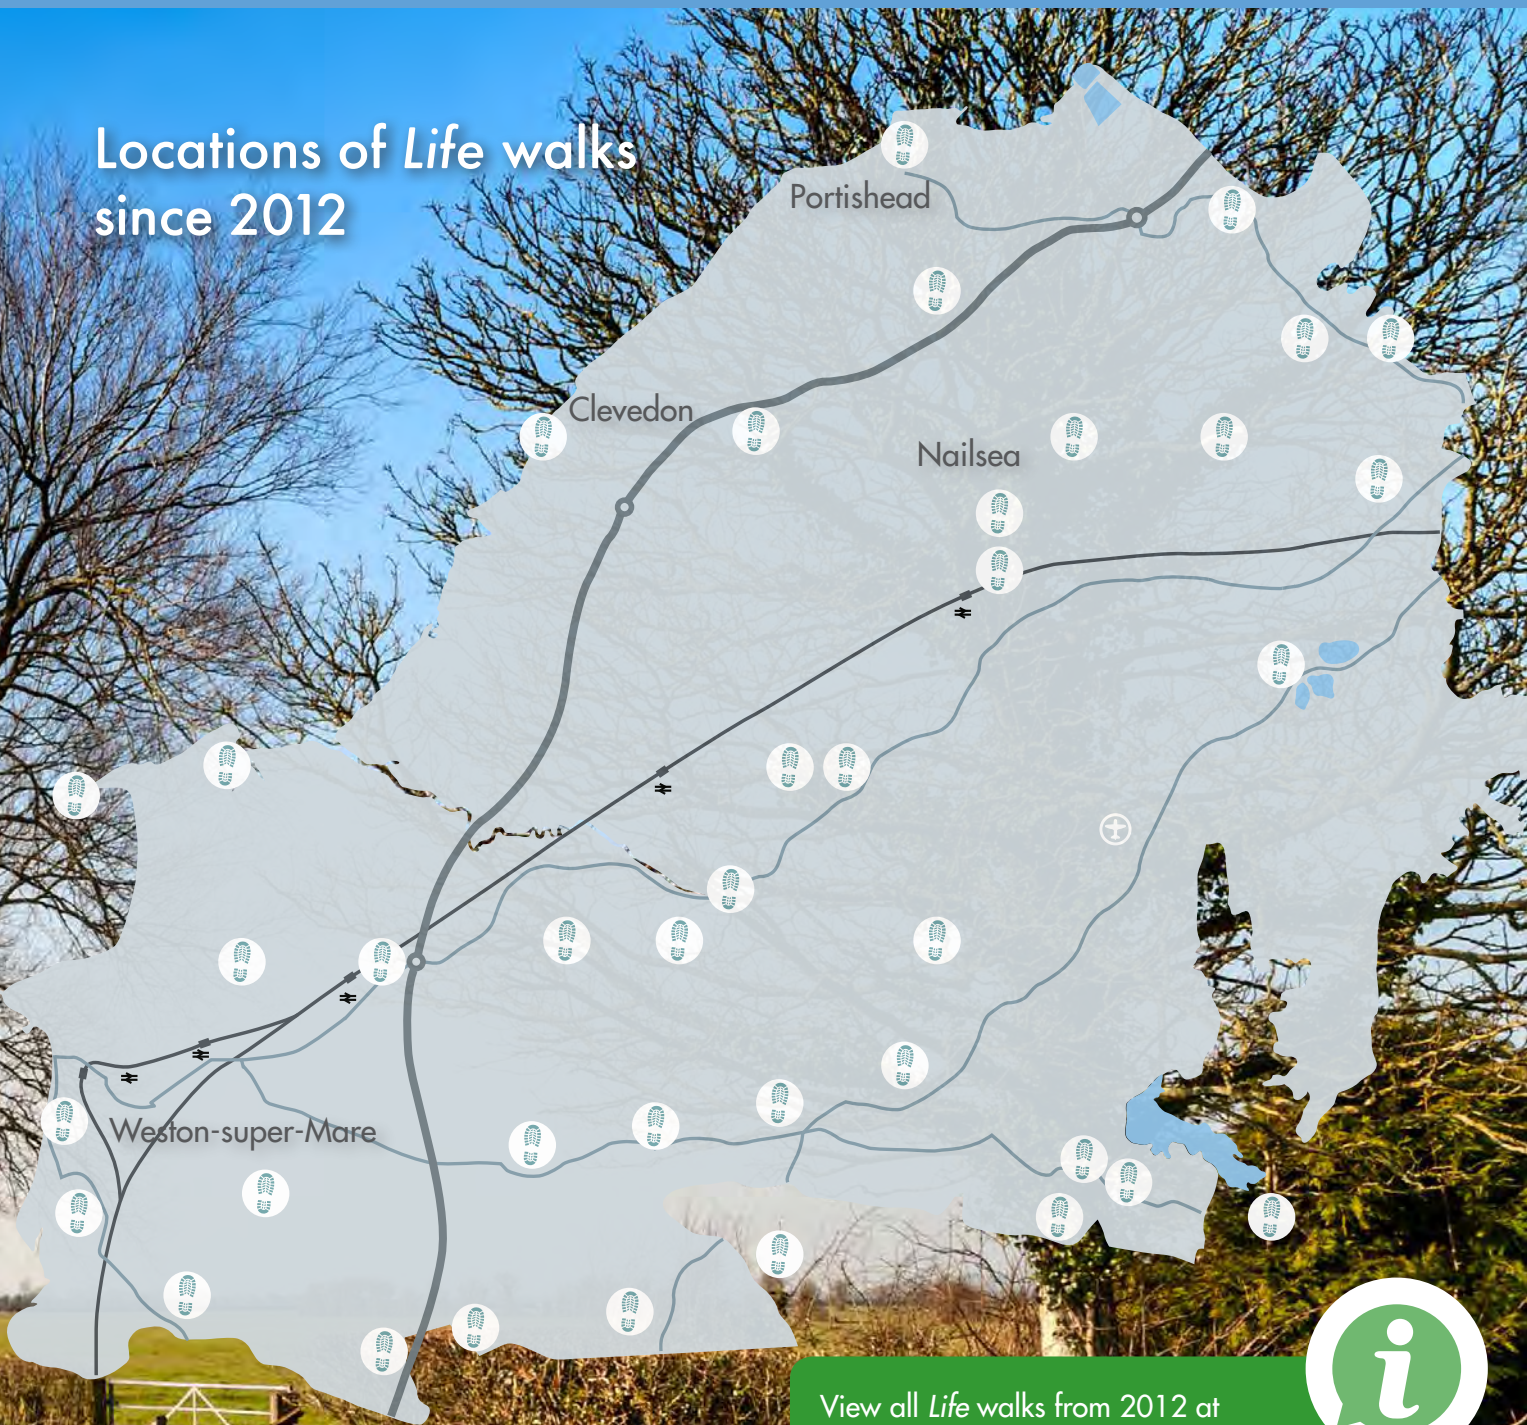 Locations of Life walks
since 2012
Portishead
Clevedon
Nailsea
Weston-super-Mare
View all Life walks from 2012 at